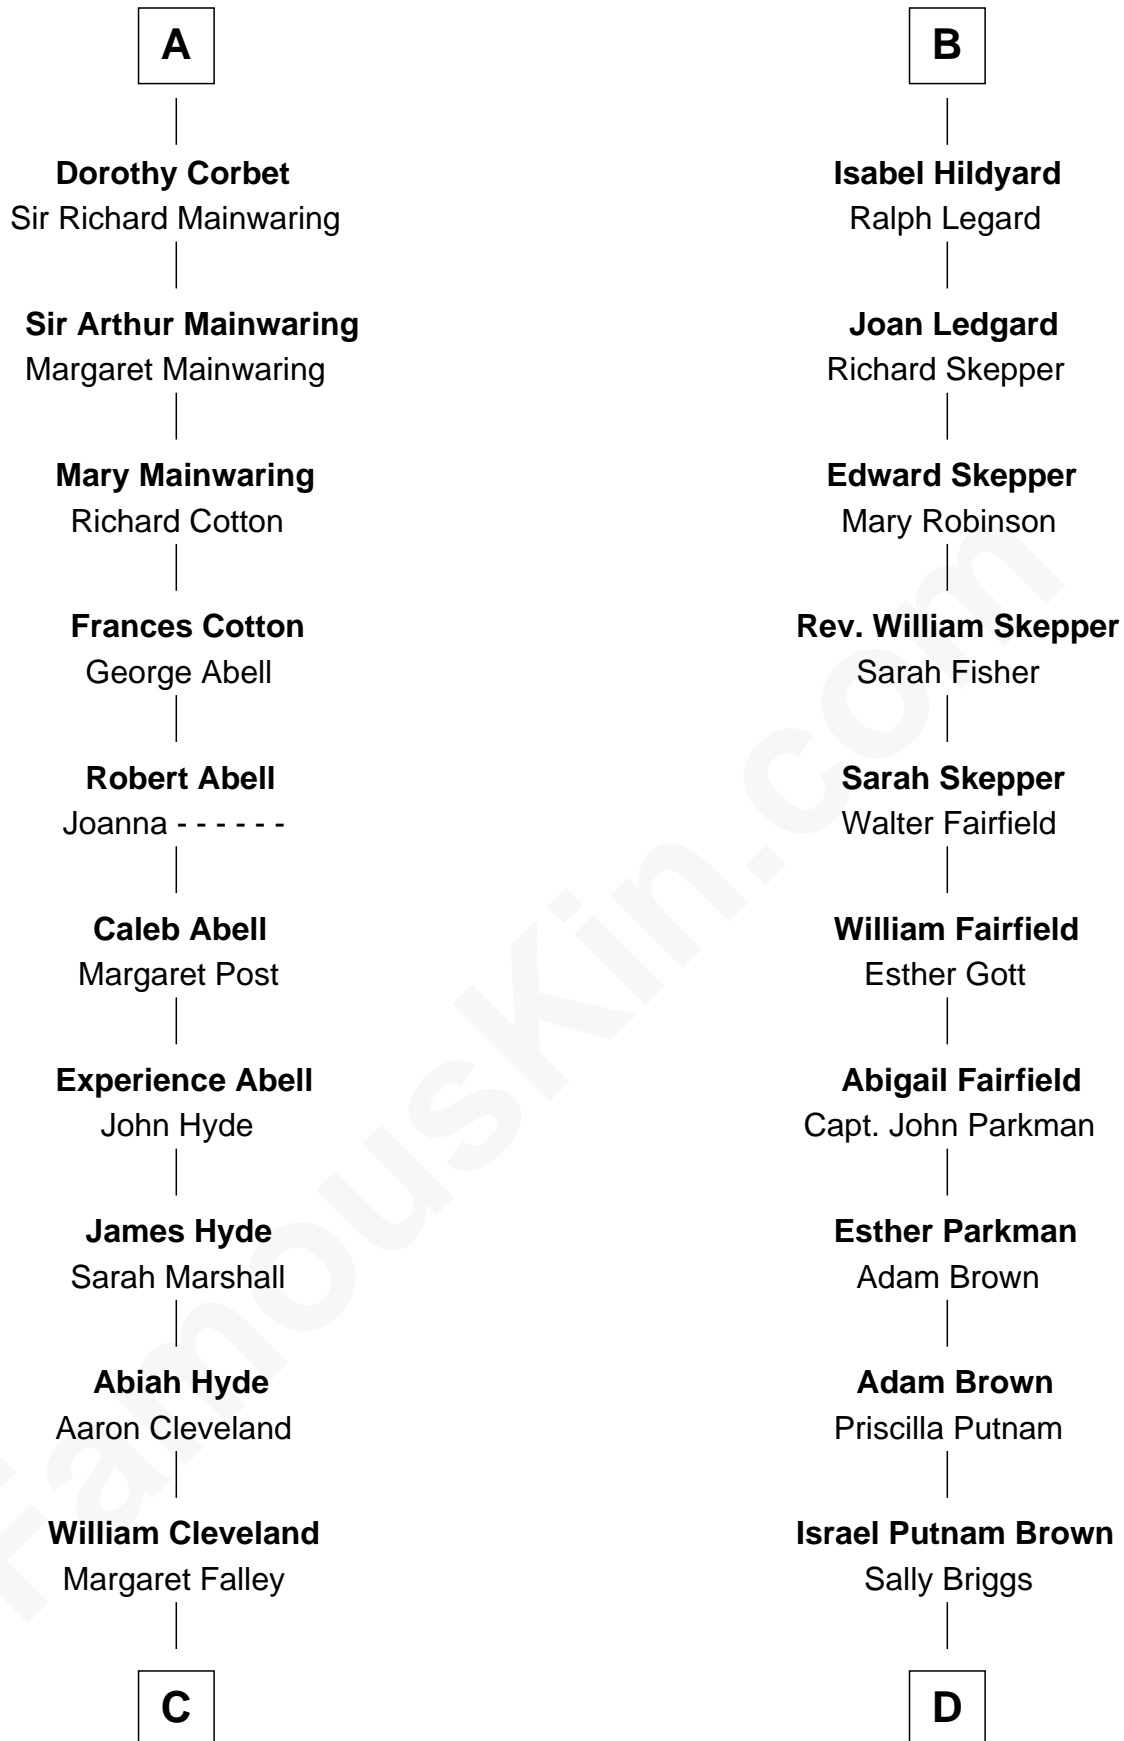 A
Dorothy Corbet
Sir Richard Mainwaring
Sir Arthur Mainwaring
Margaret Mainwaring
Mary Mainwaring
Richard Cotton
Frances Cotton
George Abell
Robert Abell
Joanna - - - - - -
Caleb Abell
Margaret Post
Experience Abell
John Hyde
James Hyde
Sarah Marshall
Abiah Hyde
Aaron Cleveland
William Cleveland
Margaret Falley
C
B
Isabel Hildyard
Ralph Legard
Joan Ledgard
Richard Skepper
Edward Skepper
Mary Robinson
Rev. William Skepper
Sarah Fisher
Sarah Skepper
Walter Fairfield
William Fairfield
Esther Gott
Abigail Fairfield
Capt. John Parkman
Esther Parkman
Adam Brown
Adam Brown
Priscilla Putnam
Israel Putnam Brown
Sally Briggs
D
FamousKin.com